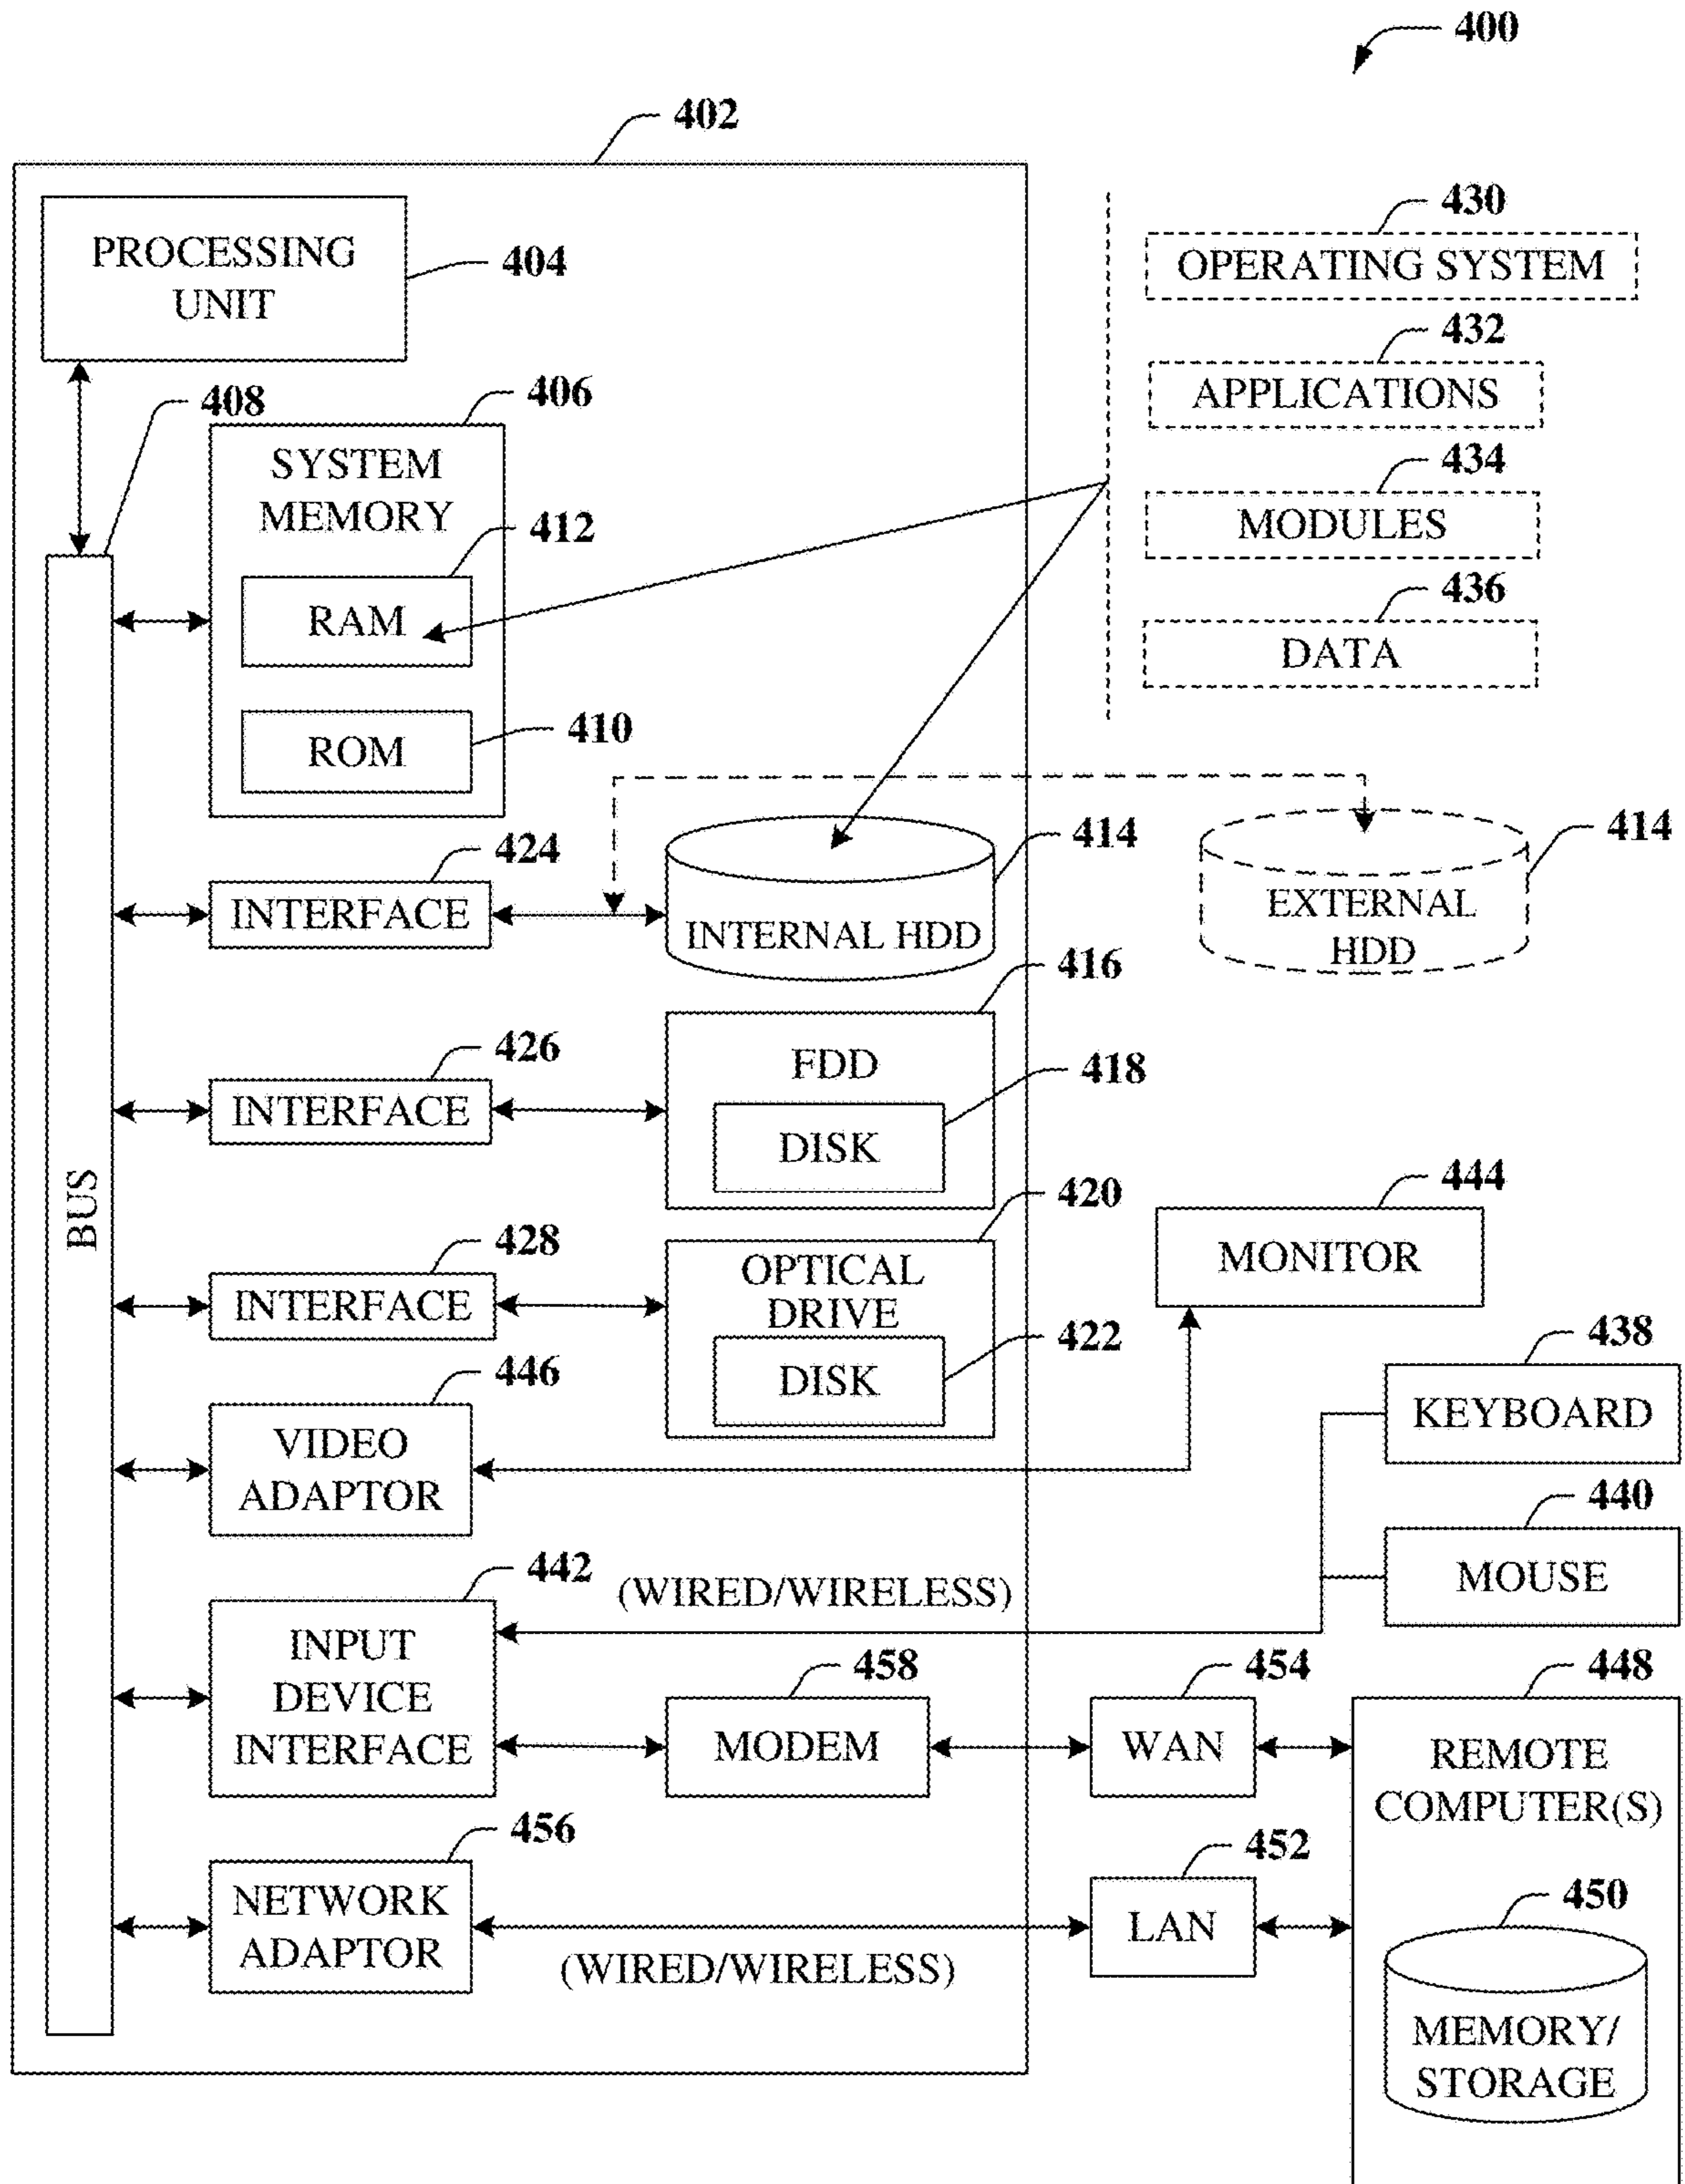 400
402
PROCESSING
UNIT
404
408
406
SYSTEM
MEMORY
412
RAM
410
ROM
430
OPERATING SYSTEM
432
APPLICATIONS
434
MODULES
436
DATA
424
INTERFACE
414
INTERNAL HDD
414
EXTERNAL
HDD
426
INTERFACE
416
FDD
418
DISK
BUS
428
INTERFACE
420
OPTICAL
DRIVE
422
DISK
444
MONITOR
446
VIDEO
ADAPTOR
438
KEYBOARD
440
MOUSE
442
(WIRED/WIRELESS)
INPUT
DEVICE
INTERFACE
458
MODEM
454
WAN
448
REMOTE
COMPUTER(S)
456
NETWORK
ADAPTOR
(WIRED/WIRELESS)
452
LAN
450
MEMORY/
STORAGE